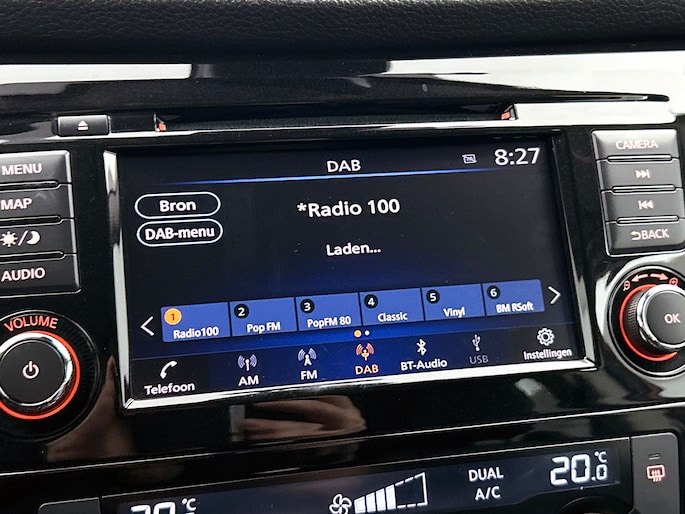 CAMERA
MENU
DAB
8:27
MAP
Bron
*Radio 100
DAB-menu
BACK
Laden...
AUDIO
1 Radio100
2 Pop FM
3 PopFM 80
4 Classic
5 Vinyl
6 BM RSoft
VOLUME
OK
Telefoon
AM
FM
DAB
BT-Audio
USB
Instellingen
DUAL
A/C
20.0°C
°C